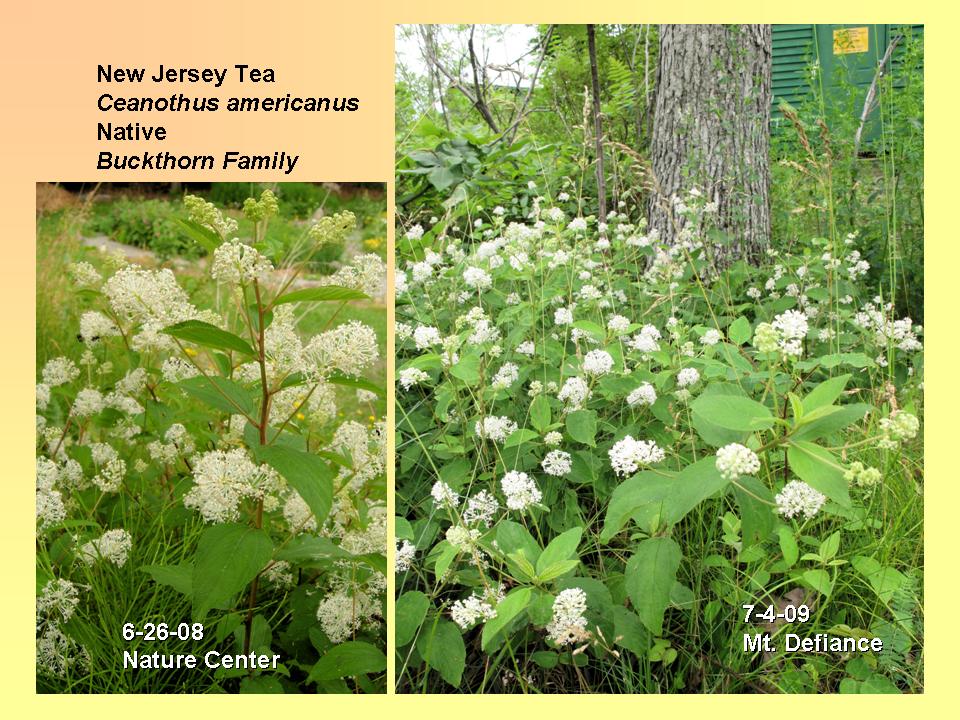 New Jersey Tea
Ceanothus americanus
Native
Buckthorn Family
6-26-08
Nature Center
7-4-09
Mt. Defiance